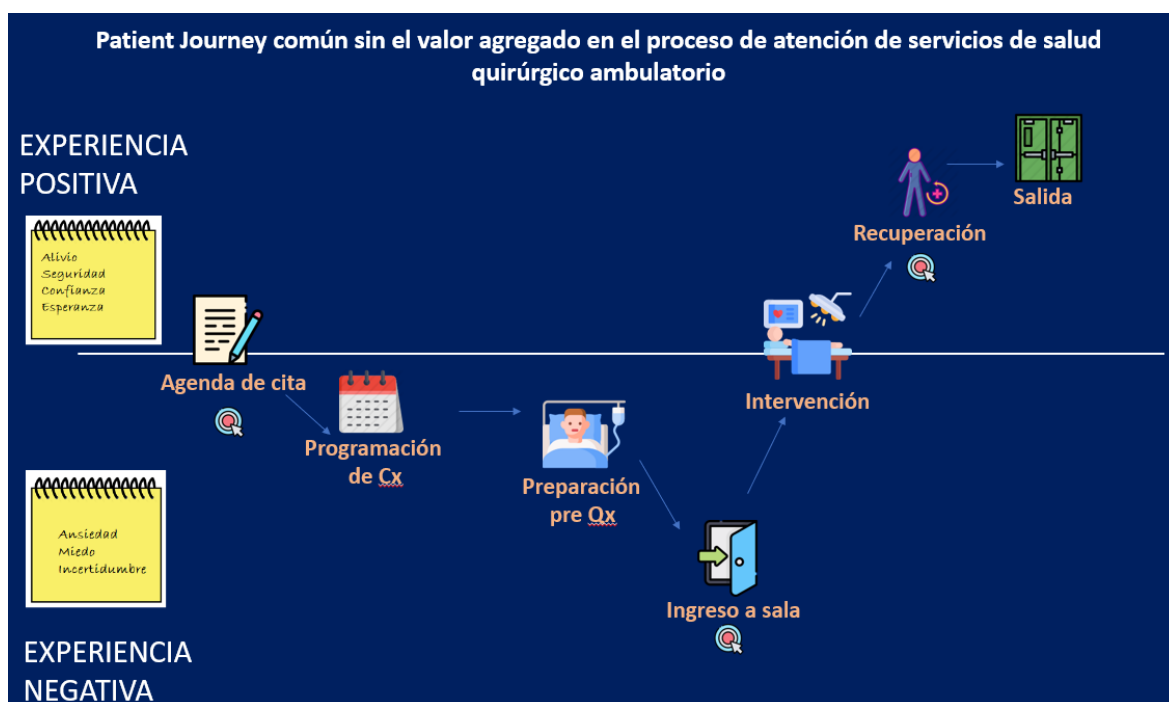 Patient Journey común sin el valor agregado en el proceso de atención de servicios de salud
quirúrgico ambulatorio
EXPERIENCIA
POSITIVA
Alivio
Seguridad
Confianza
Esperanza
Agenda de cita
Programación
de Cx
Preparación
pre Qx
Ingreso a sala
Intervención
Recuperación
Salida
Ansiedad
Miedo
Incertidumbre
EXPERIENCIA
NEGATIVA